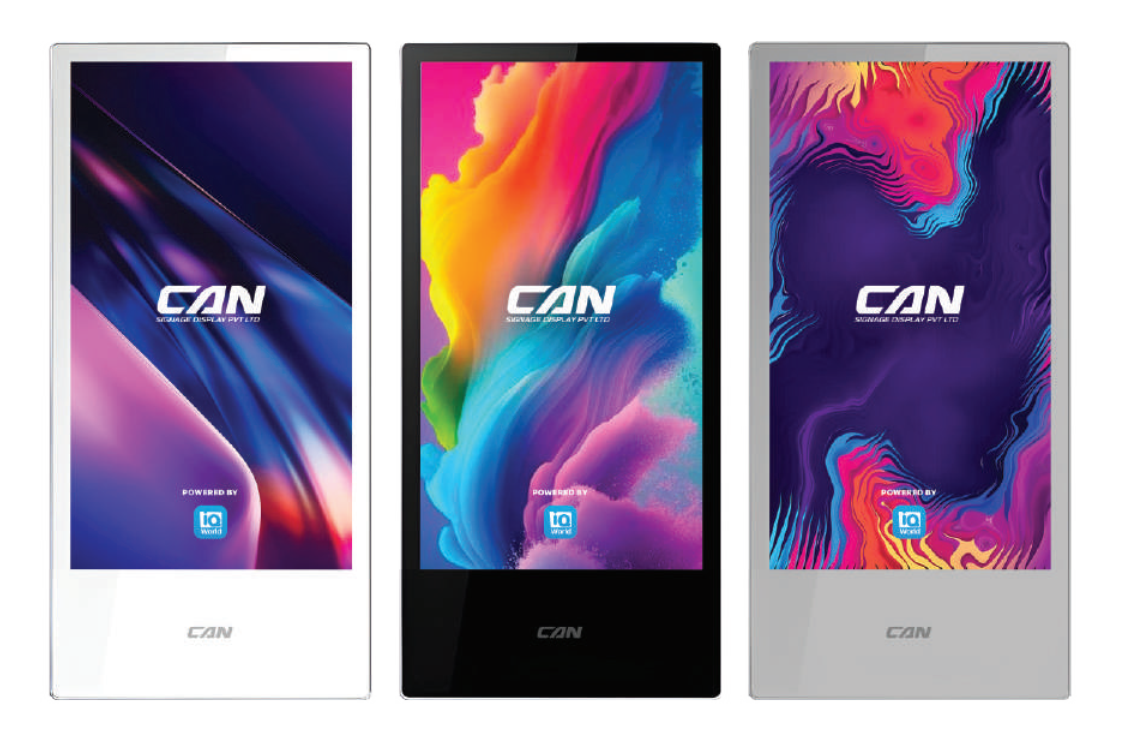 CAN
SIGNAGE DISPLAY PVT LTD
POWERED BY
iQ
World
CAN
CAN
SIGNAGE DISPLAY PVT LTD
POWERED BY
iQ
World
CAN
CAN
SIGNAGE DISPLAY PVT LTD
POWERED BY
iQ
World
CAN